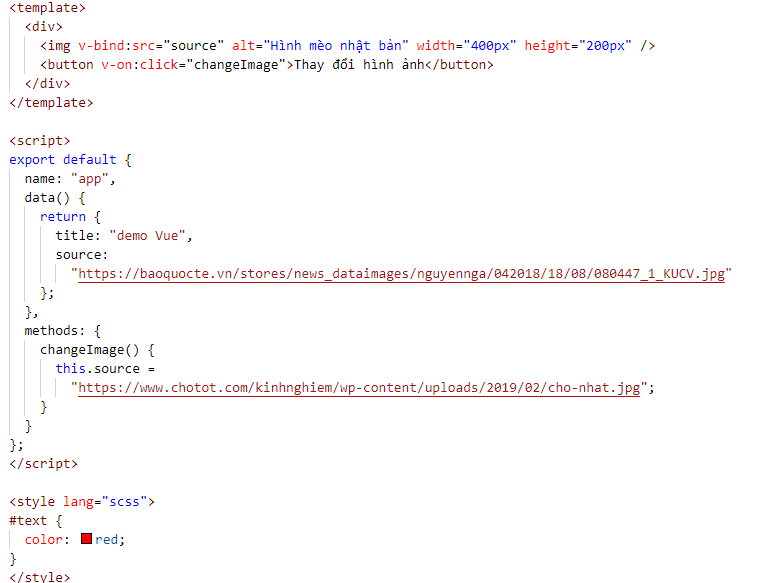 <template>
<div>
<img v-bind:src="source" alt="Hình mèo nhật bản" width="400px" height="200px" />
<button v-on:click="changeImage">Thay đổi hình ảnh</button>
</div>
</template>
<script>
export default {
name: "app",
data() {
return {
title: "demo Vue",
source:
"https://baoquocte.vn/stores/news_dataimages/nguyennga/042018/18/08/080447_1_KUCV.jpg"
};
},
methods: {
changeImage() {
this.source =
"https://www.chotot.com/kinhnghiem/wp-content/uploads/2019/02/cho-nhat.jpg";
}
}
};
</script>
<style lang="scss">
#text {
color: red;
}
</style>